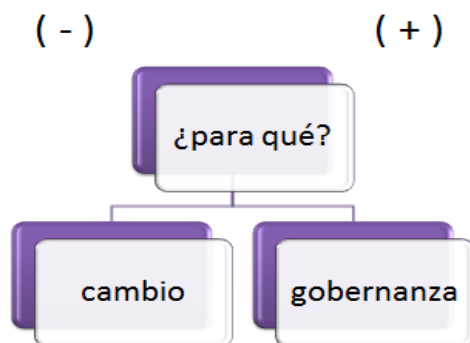 ( - ) ( + )
¿para qué?
cambio gobernanza